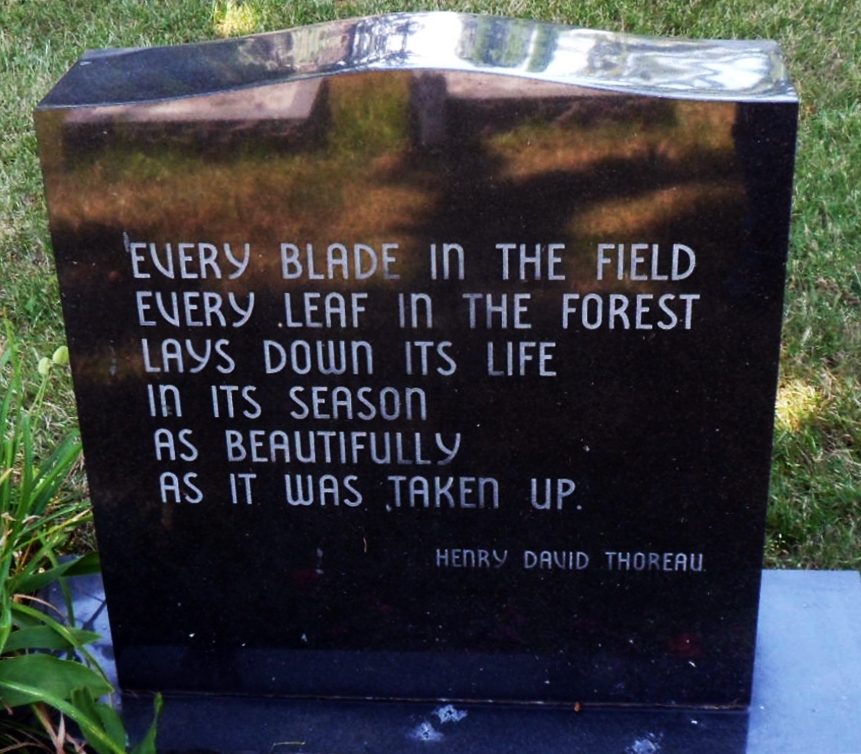 EVERY BLADE IN THE FIELD
EVERY LEAF IN THE FOREST
LAYS DOWN ITS LIFE
IN ITS SEASON
AS BEAUTIFULLY
AS IT WAS TAKEN UP.
HENRY DAVID THOREAU